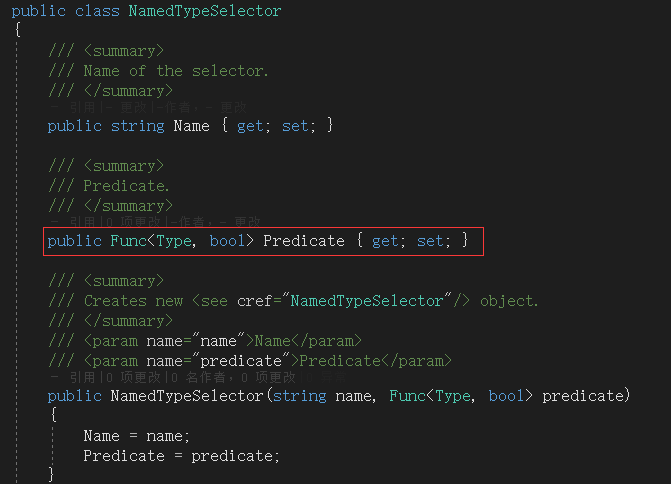 public class NamedTypeSelector
{
/// <summary>
/// Name of the selector.
/// </summary>
- 引用|- 更改|-作者，- 更改
public string Name { get; set; }
/// <summary>
/// Predicate.
/// </summary>
- 引用|0 项更改|-作者，- 更改
public Func<Type, bool> Predicate { get; set; }
/// <summary>
/// Creates new <see cref="NamedTypeSelector"/> object.
/// </summary>
/// <param name="name">Name</param>
/// <param name="predicate">Predicate</param>
- 引用|0 项更改|0 名作者，0 项更改
public NamedTypeSelector(string name, Func<Type, bool> predicate)
{
Name = name;
Predicate = predicate;
}